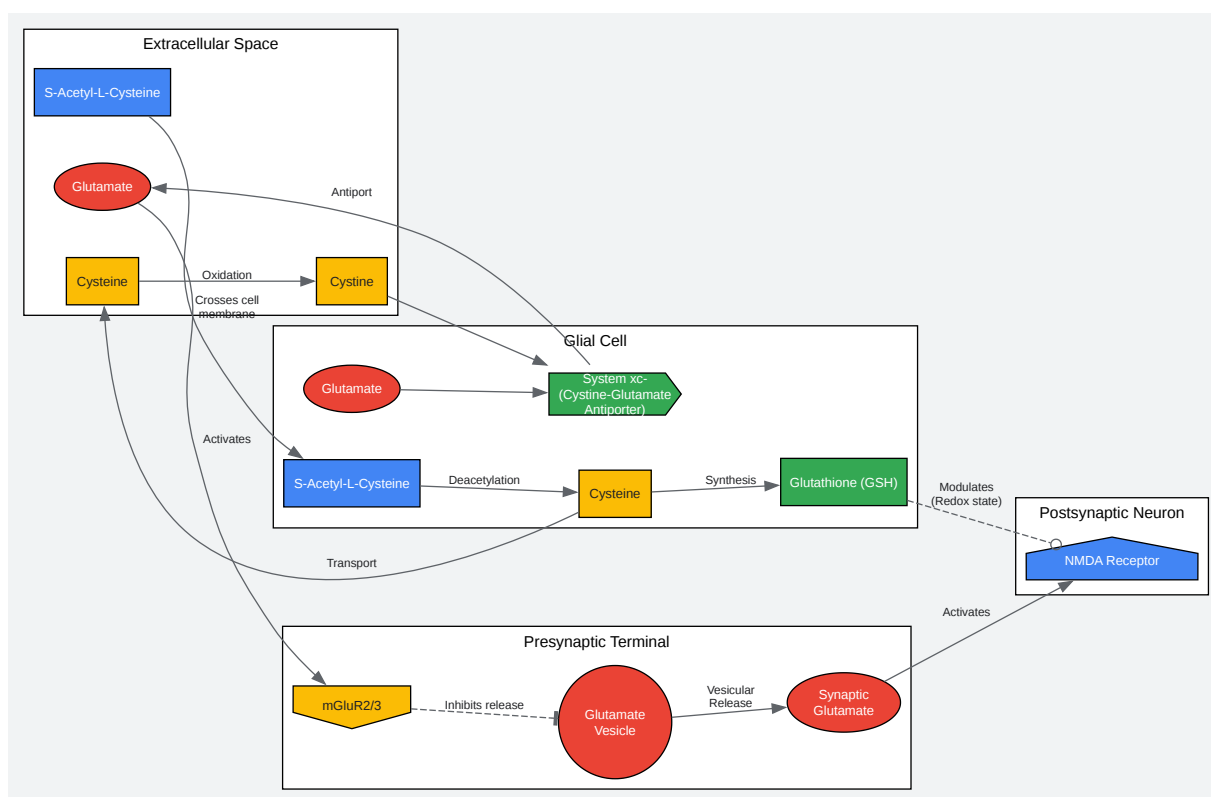 Extracellular Space
S-Acetyl-L-Cysteine
Glutamate
Antiport
Cysteine
Oxidation
Cystine
Crosses cell
membrane
Glial Cell
Glutamate
System xc-
(Cystine-Glutamate
Antiporter)
Activates
S-Acetyl-L-Cysteine
Deacetylation
Cysteine
Synthesis
Glutathione (GSH)
Modulates
(Redox state)
Postsynaptic Neuron
NMDA Receptor
Transport
Activates
Presynaptic Terminal
mGluR2/3
Inhibits release
Glutamate
Vesicle
Vesicular
Release
Synaptic
Glutamate